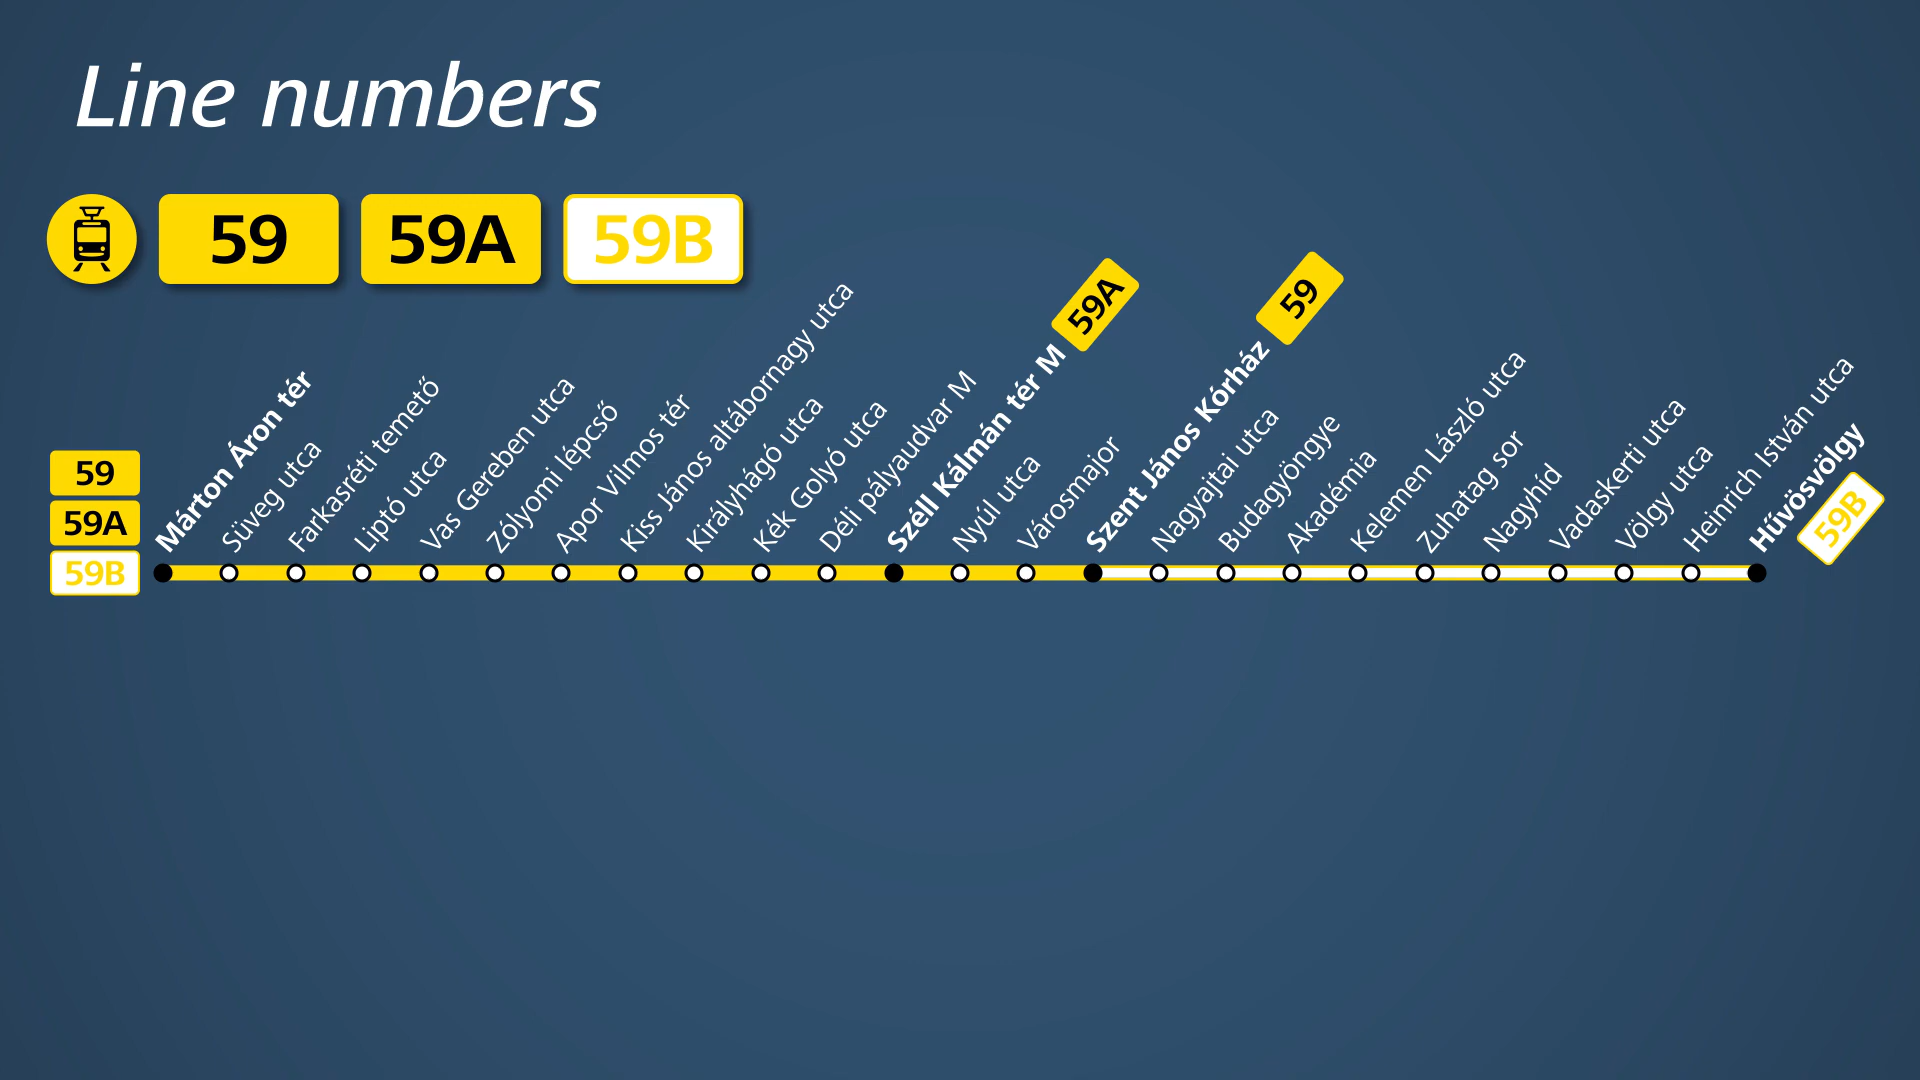 Line numbers
59
59A
59B
59
59A
59B
Márton Áron tér
Süveg utca
Farkasréti temető
Liptó utca
Vas Gereben utca
Zólyomi lépcső
Apor Vilmos tér
Kiss János altábornagy utca
Királyhágó utca
Kék Golyó utca
Déli pályaudvar M
Széll Kálmán tér M 59A
Nyúl utca
Városmajor
Szent János Kórház 59
Nagyajtai utca
Budagyöngye
Akadémia
Kelemen László utca
Zuhatag sor
Nagyhíd
Vadaskerti utca
Völgy utca
Heinrich István utca
Hűvösvölgy
59B